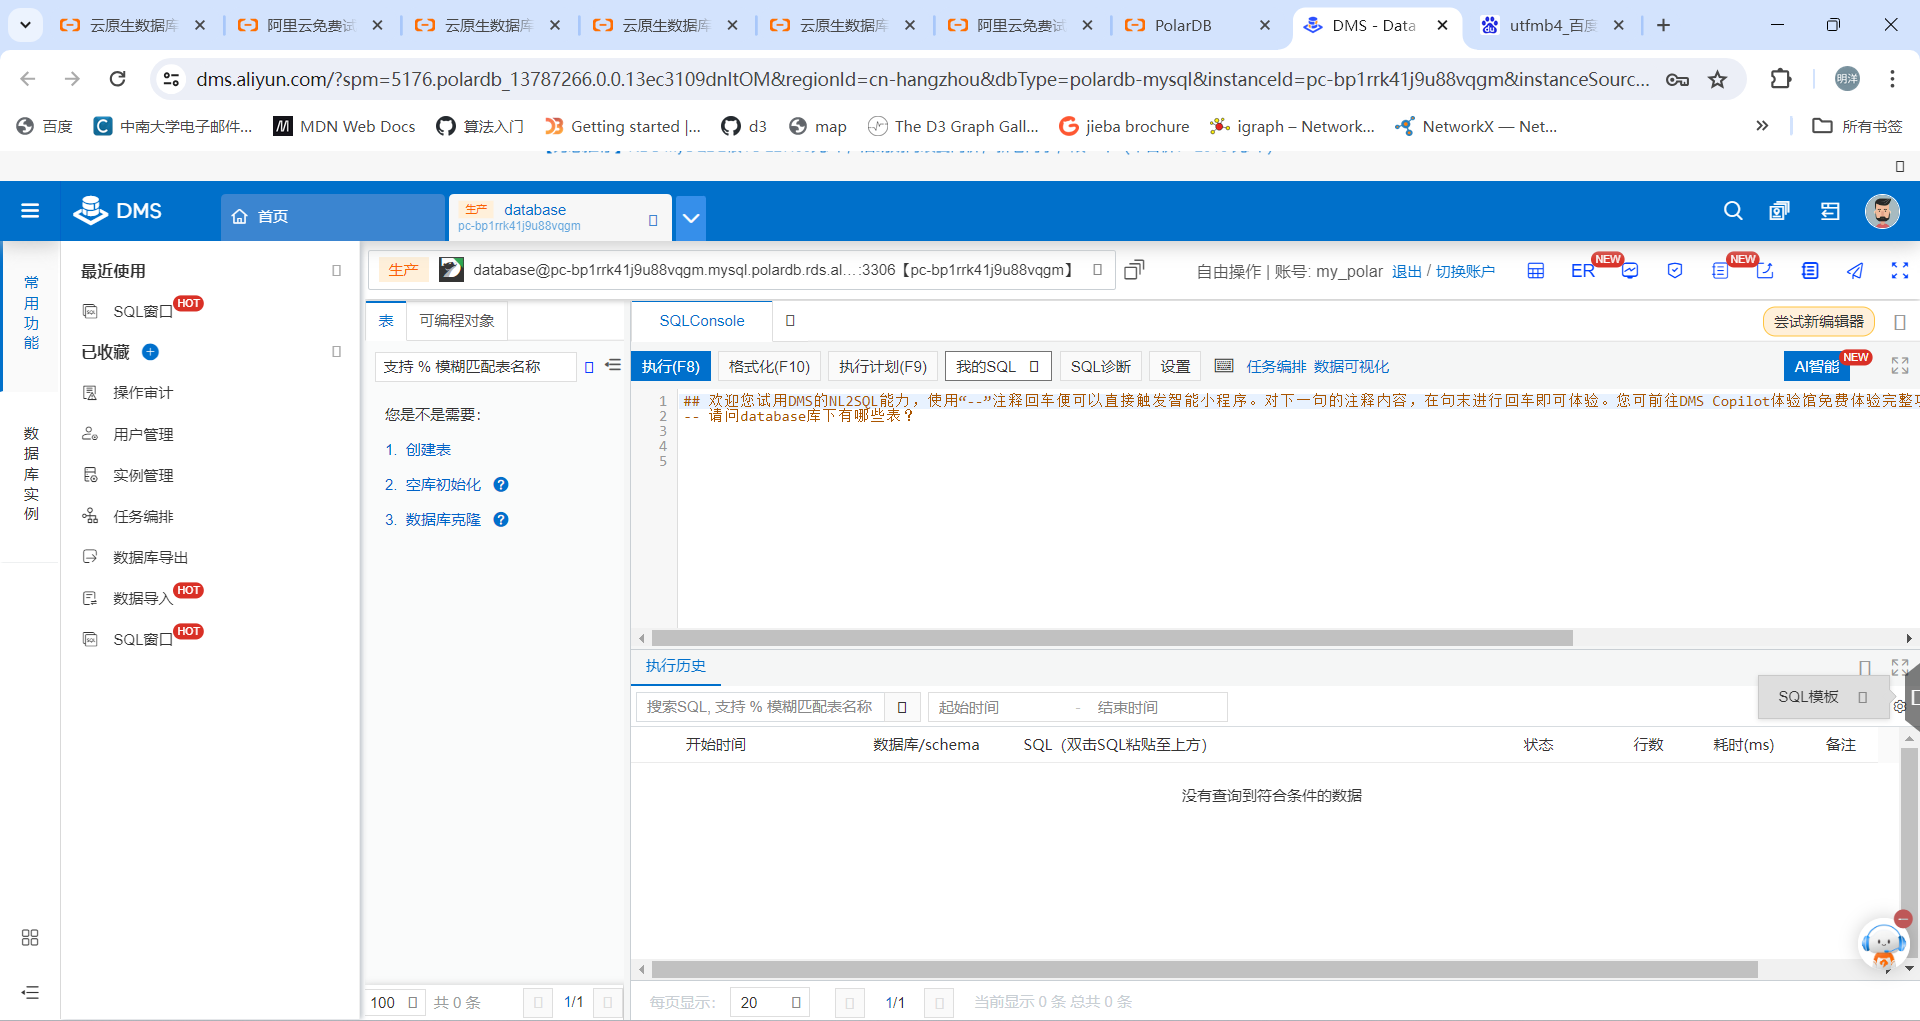 云原生数据库
阿里云免费试
云原生数据库
云原生数据库
云原生数据库
阿里云免费试
PolarDB
DMS - Data
utfmb4_百度
dms.aliyun.com/?spm=5176.polardb_13787266.0.0.13ec3109dnItOM&regionId=cn-hangzhou&dbType=polardb-mysql&instanceId=pc-bp1rrk41j9u88vqgm&instanceSourc...
明洋
百度
中南大学电子邮件...
MDN Web Docs
算法入门
Getting started |...
d3
map
The D3 Graph Gall...
jieba brochure
igraph – Network...
NetworkX — Net...
所有书签
DMS
首页
生产 database
pc-bp1rrk41j9u88vqgm
常用功能
数据库实例
最近使用
SQL窗口 HOT
已收藏
操作审计
用户管理
实例管理
任务编排
数据库导出
数据导入 HOT
SQL窗口 HOT
生产 database@pc-bp1rrk41j9u88vqgm.mysql.polardb.rds.al...:3306【pc-bp1rrk41j9u88vqgm】
自由操作 | 账号: my_polar 退出 / 切换账户
ER NEW NEW
表 可编程对象
支持 % 模糊匹配表名称
您是不是需要:
1. 创建表
2. 空库初始化
3. 数据库克隆
100 共 0 条 1/1
SQLConsole
尝试新编辑器
执行(F8) 格式化(F10) 执行计划(F9) 我的SQL SQL诊断 设置 任务编排 数据可视化
AI智能 NEW
1 ## 欢迎您试用DMS的NL2SQL能力，使用“--”注释回车便可以直接触发智能小程序。对下一句的注释内容，在句末进行回车即可体验。您可前往DMS Copilot体验馆免费体验完整
2 -- 请问database库下有哪些表？
3
4
5
执行历史
SQL模板
搜索SQL, 支持 % 模糊匹配表名称
起始时间 - 结束时间
开始时间 数据库/schema SQL（双击SQL粘贴至上方） 状态 行数 耗时(ms) 备注
没有查询到符合条件的数据
每页显示: 20 1/1 当前显示 0 条 总共 0 条